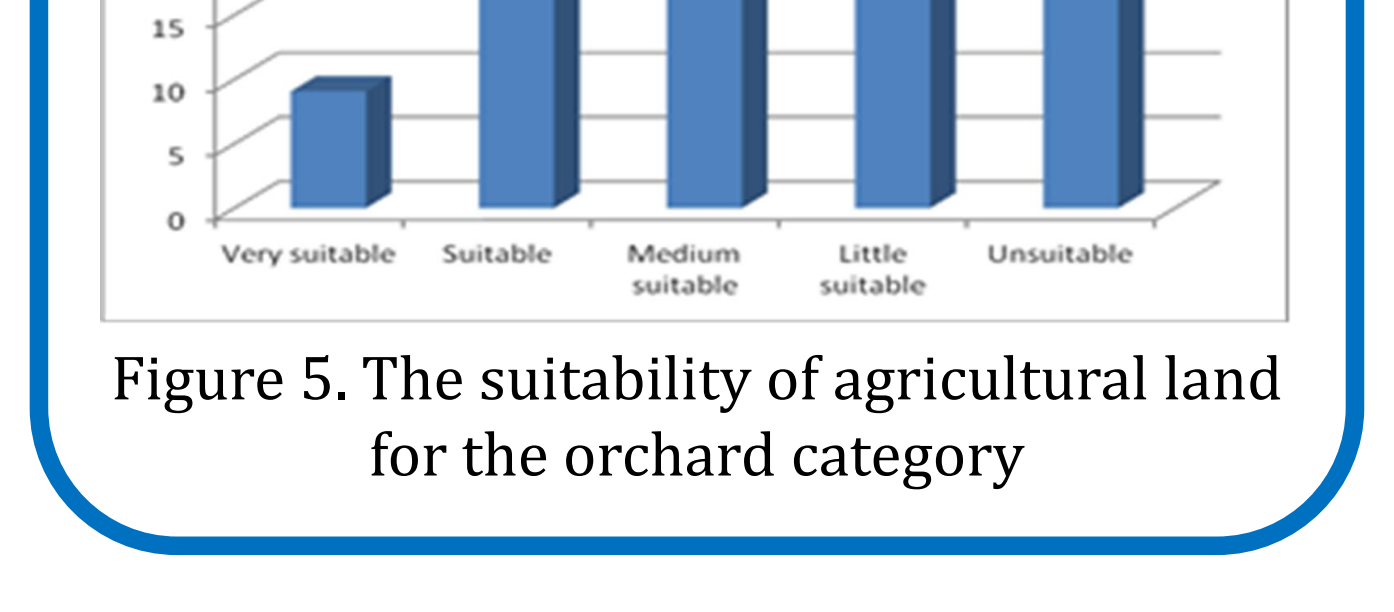 15
10
5
0
Very suitable Suitable Medium suitable Little suitable Unsuitable
Figure 5. The suitability of agricultural land
for the orchard category